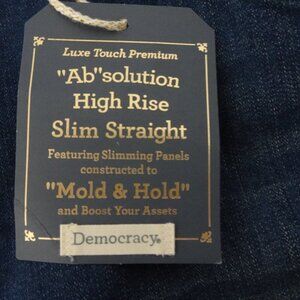 Luxe Touch Premium
"Ab"solution
High Rise
Slim Straight
Featuring Slimming Panels
constructed to
"Mold & Hold"
and Boost Your Assets
Democracy®